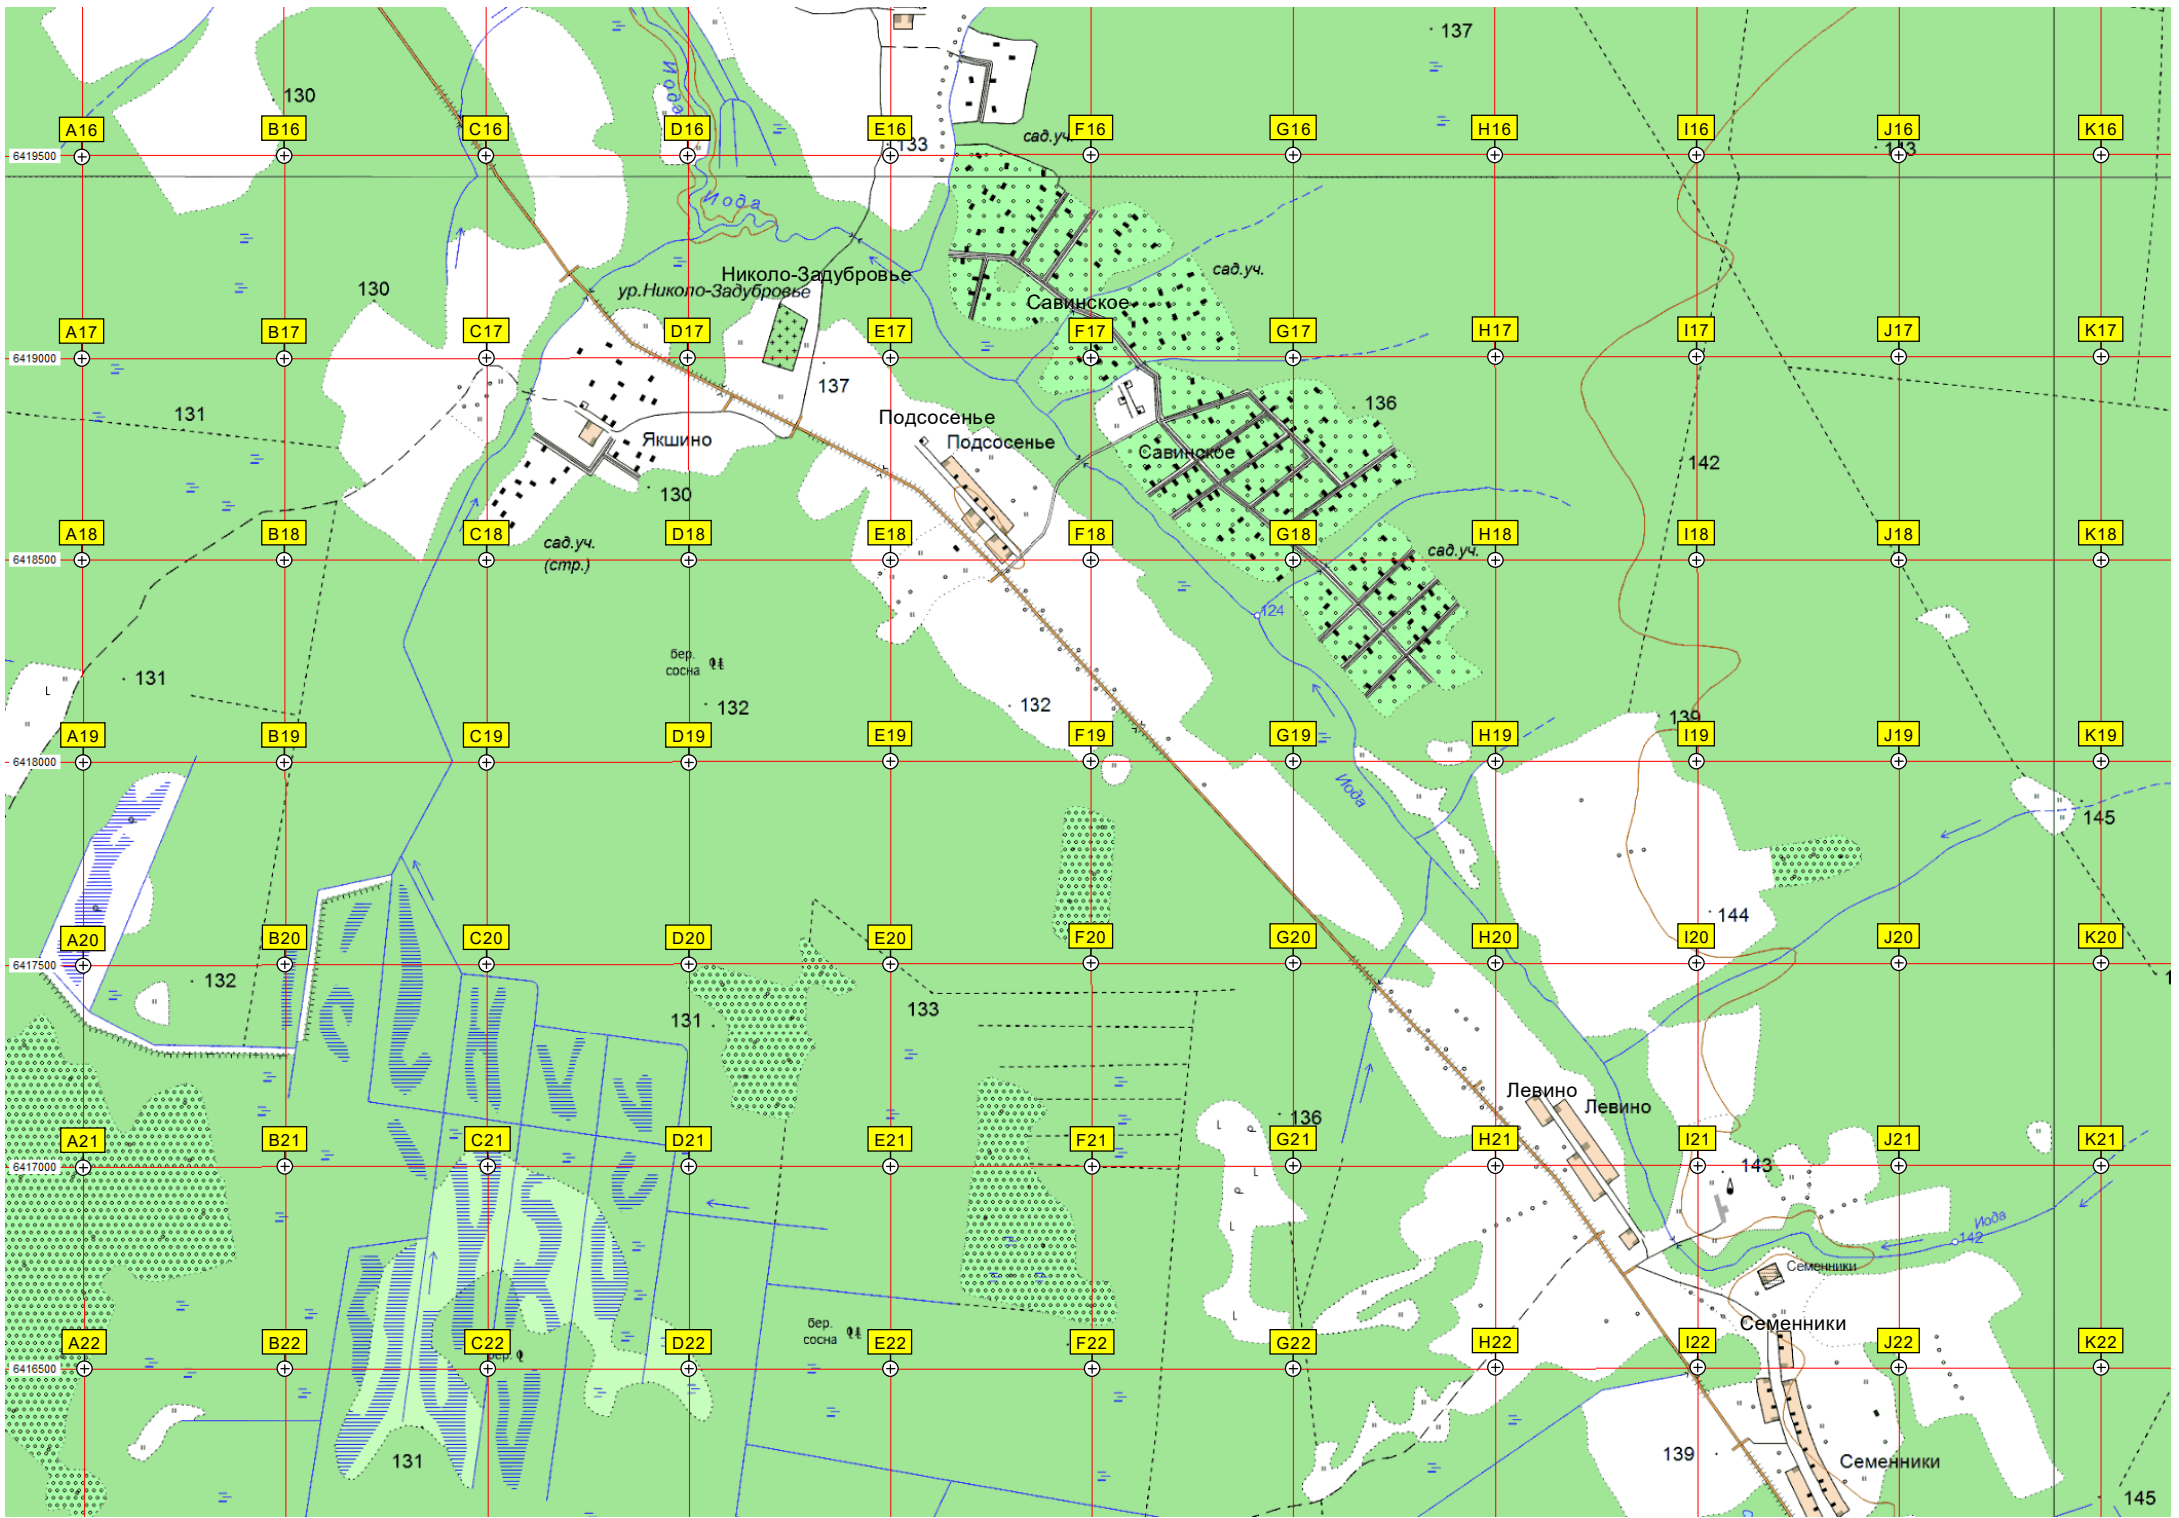 137
130
Иода
A16 B16 C16 D16 E16 F16 G16 H16 I16 J16 K16
133
сад.уч.
143
6419500
Иода
сад.уч.
Николо-Задубровье
ур.Николо-Задубровье
130
Савинское
A17 B17 C17 D17 E17 F17 G17 H17 I17 J17 K17
6419000
137
131
136
Подсосенье
Якшино
Подсосенье
Савинское
142
130
A18 B18 C18 D18 E18 F18 G18 H18 I18 J18 K18
сад.уч.
(стр.)
сад.уч.
6418500
124
бер.
сосна
131
132
132
139
A19 B19 C19 D19 E19 F19 G19 H19 I19 J19 K19
6418000
Иода
145
144
A20 B20 C20 D20 E20 F20 G20 H20 I20 J20 K20
6417500
132
133
131
Левино
Левино
136
A21 B21 C21 D21 E21 F21 G21 H21 I21 J21 K21
6417000
143
Иода
142
Семенники
Семенники
бер.
сосна
A22 B22 C22 D22 E22 F22 G22 H22 I22 J22 K22
бер.
6416500
139
131
Семенники
145